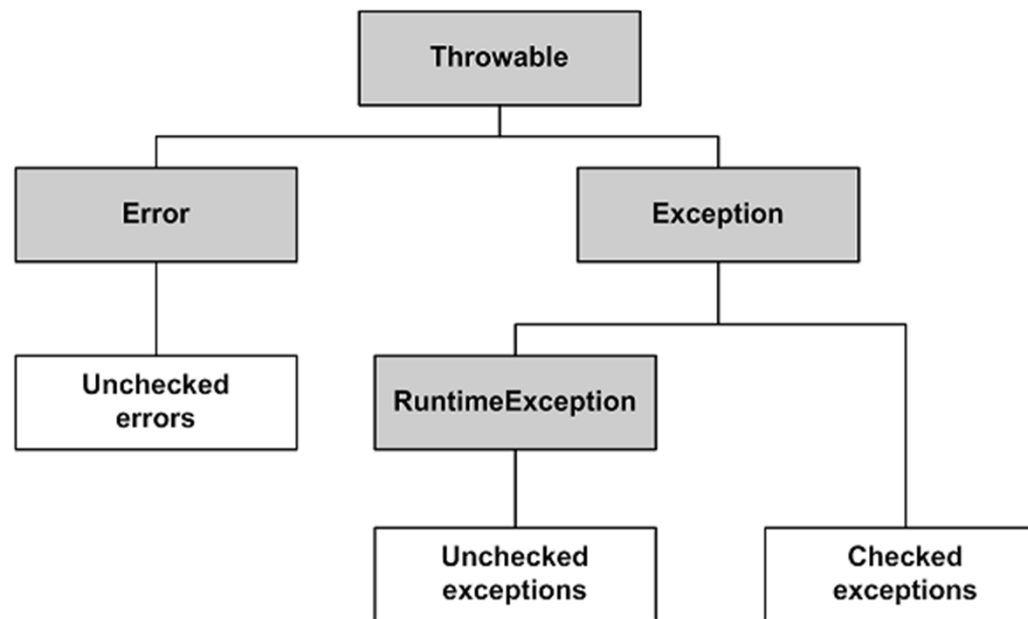 Throwable
Error
Exception
Unchecked
errors
RuntimeException
Unchecked
exceptions
Checked
exceptions